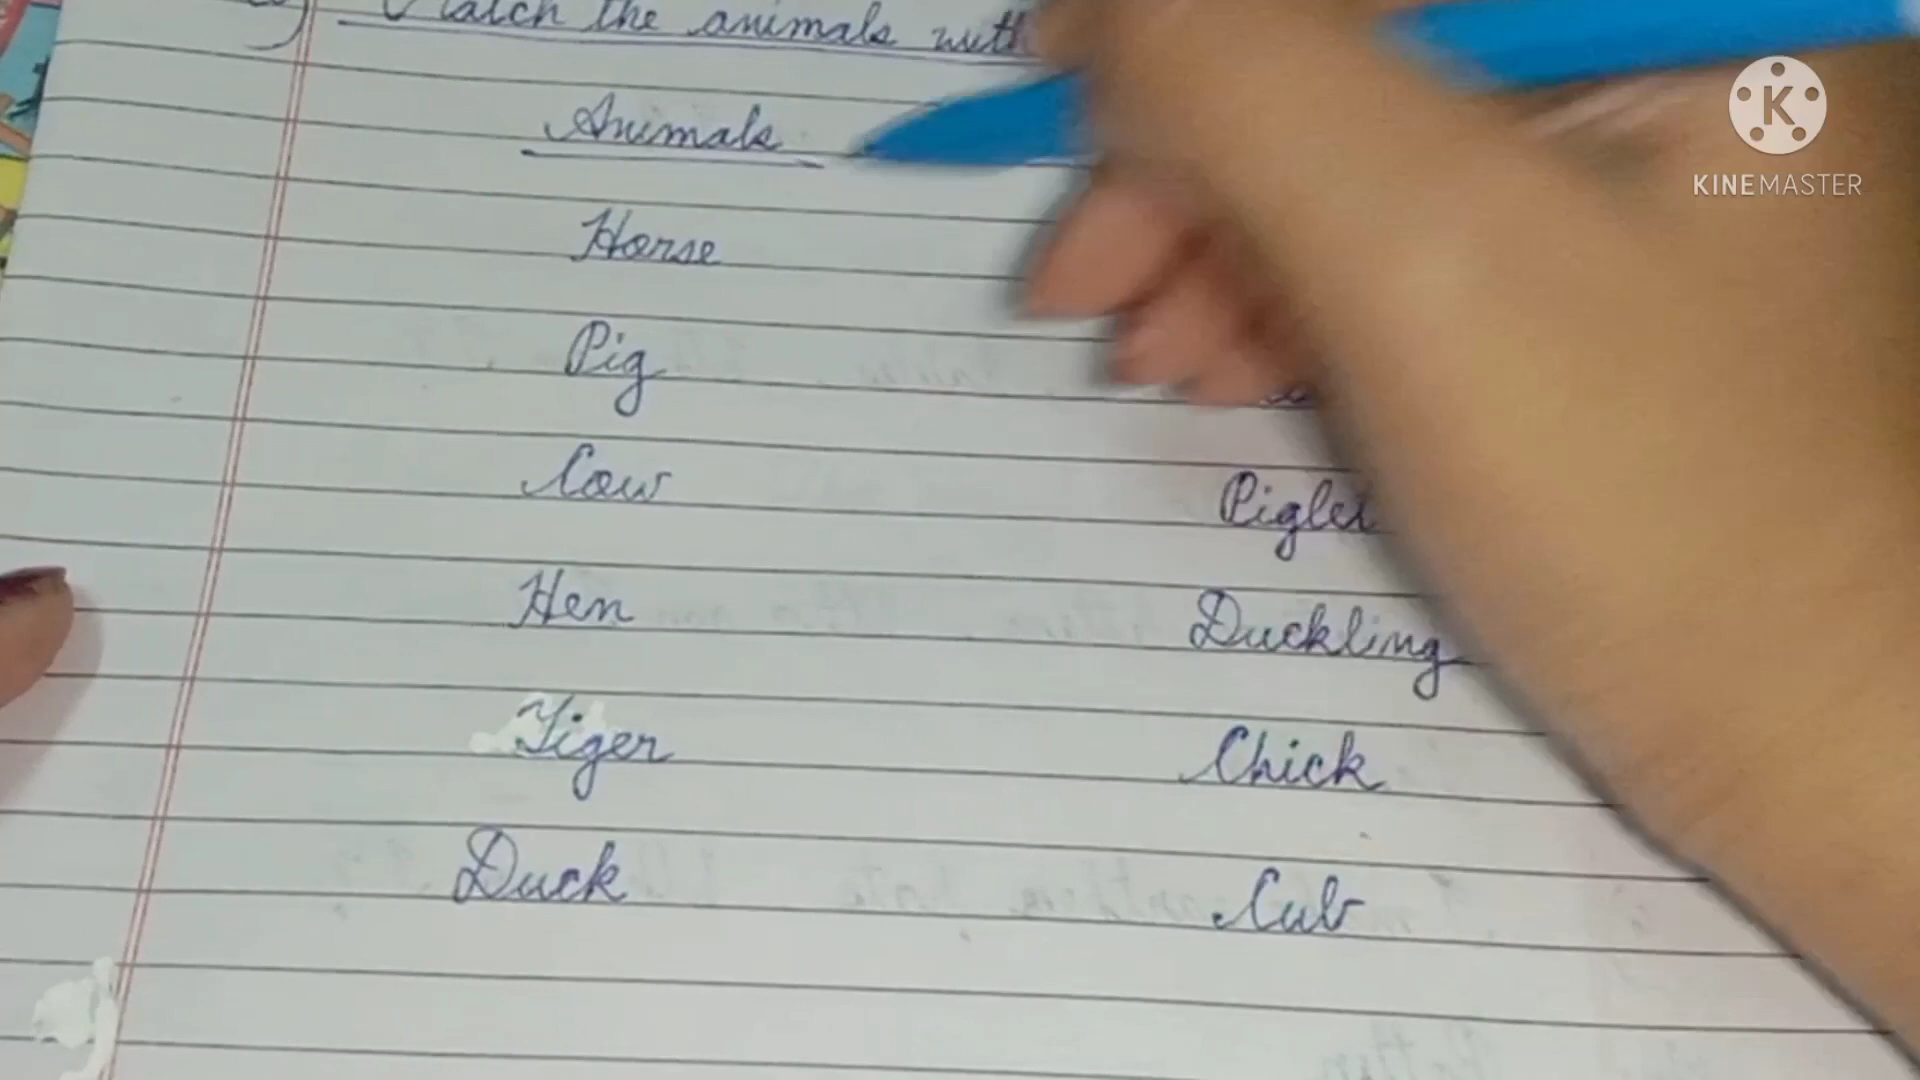 Match the animals with
Animals
Horse
Pig
Cow Piglet
Hen Duckling
Tiger Chick
Duck Cub
KINEMASTER